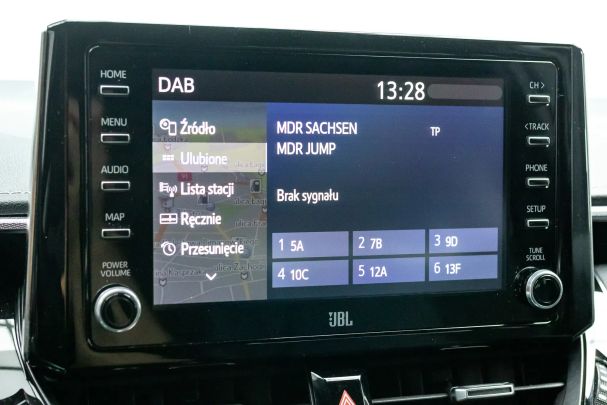 HOME
MENU
AUDIO
MAP
POWER
VOLUME
DAB
13:28
Źródło
Ulubione
Lista stacji
Ręcznie
Przesunięcie
MDR SACHSEN
TP
MDR JUMP
Brak sygnału
1 5A
2 7B
3 9D
4 10C
5 12A
6 13F
CH >
< TRACK
PHONE
SETUP
TUNE
SCROLL
JBL